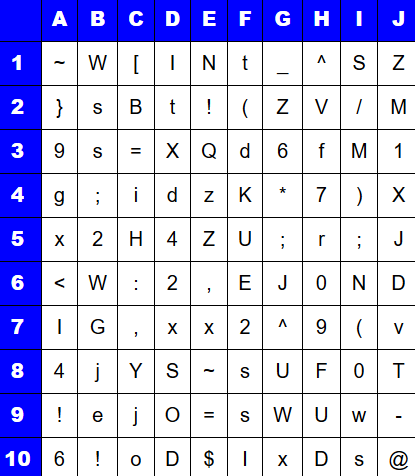 A B C D E F G H I J
1 ~ W [ I N t _ ^ S Z
2 } s B t ! ( Z V / M
3 9 s = X Q d 6 f M 1
4 g ; i d z K * 7 ) X
5 x 2 H 4 Z U ; r ; J
6 < W : 2 , E J 0 N D
7 I G , x x 2 ^ 9 ( v
8 4 j Y S ~ s U F 0 T
9 ! e j O = s W U w -
10 6 ! o D $ I x D s @